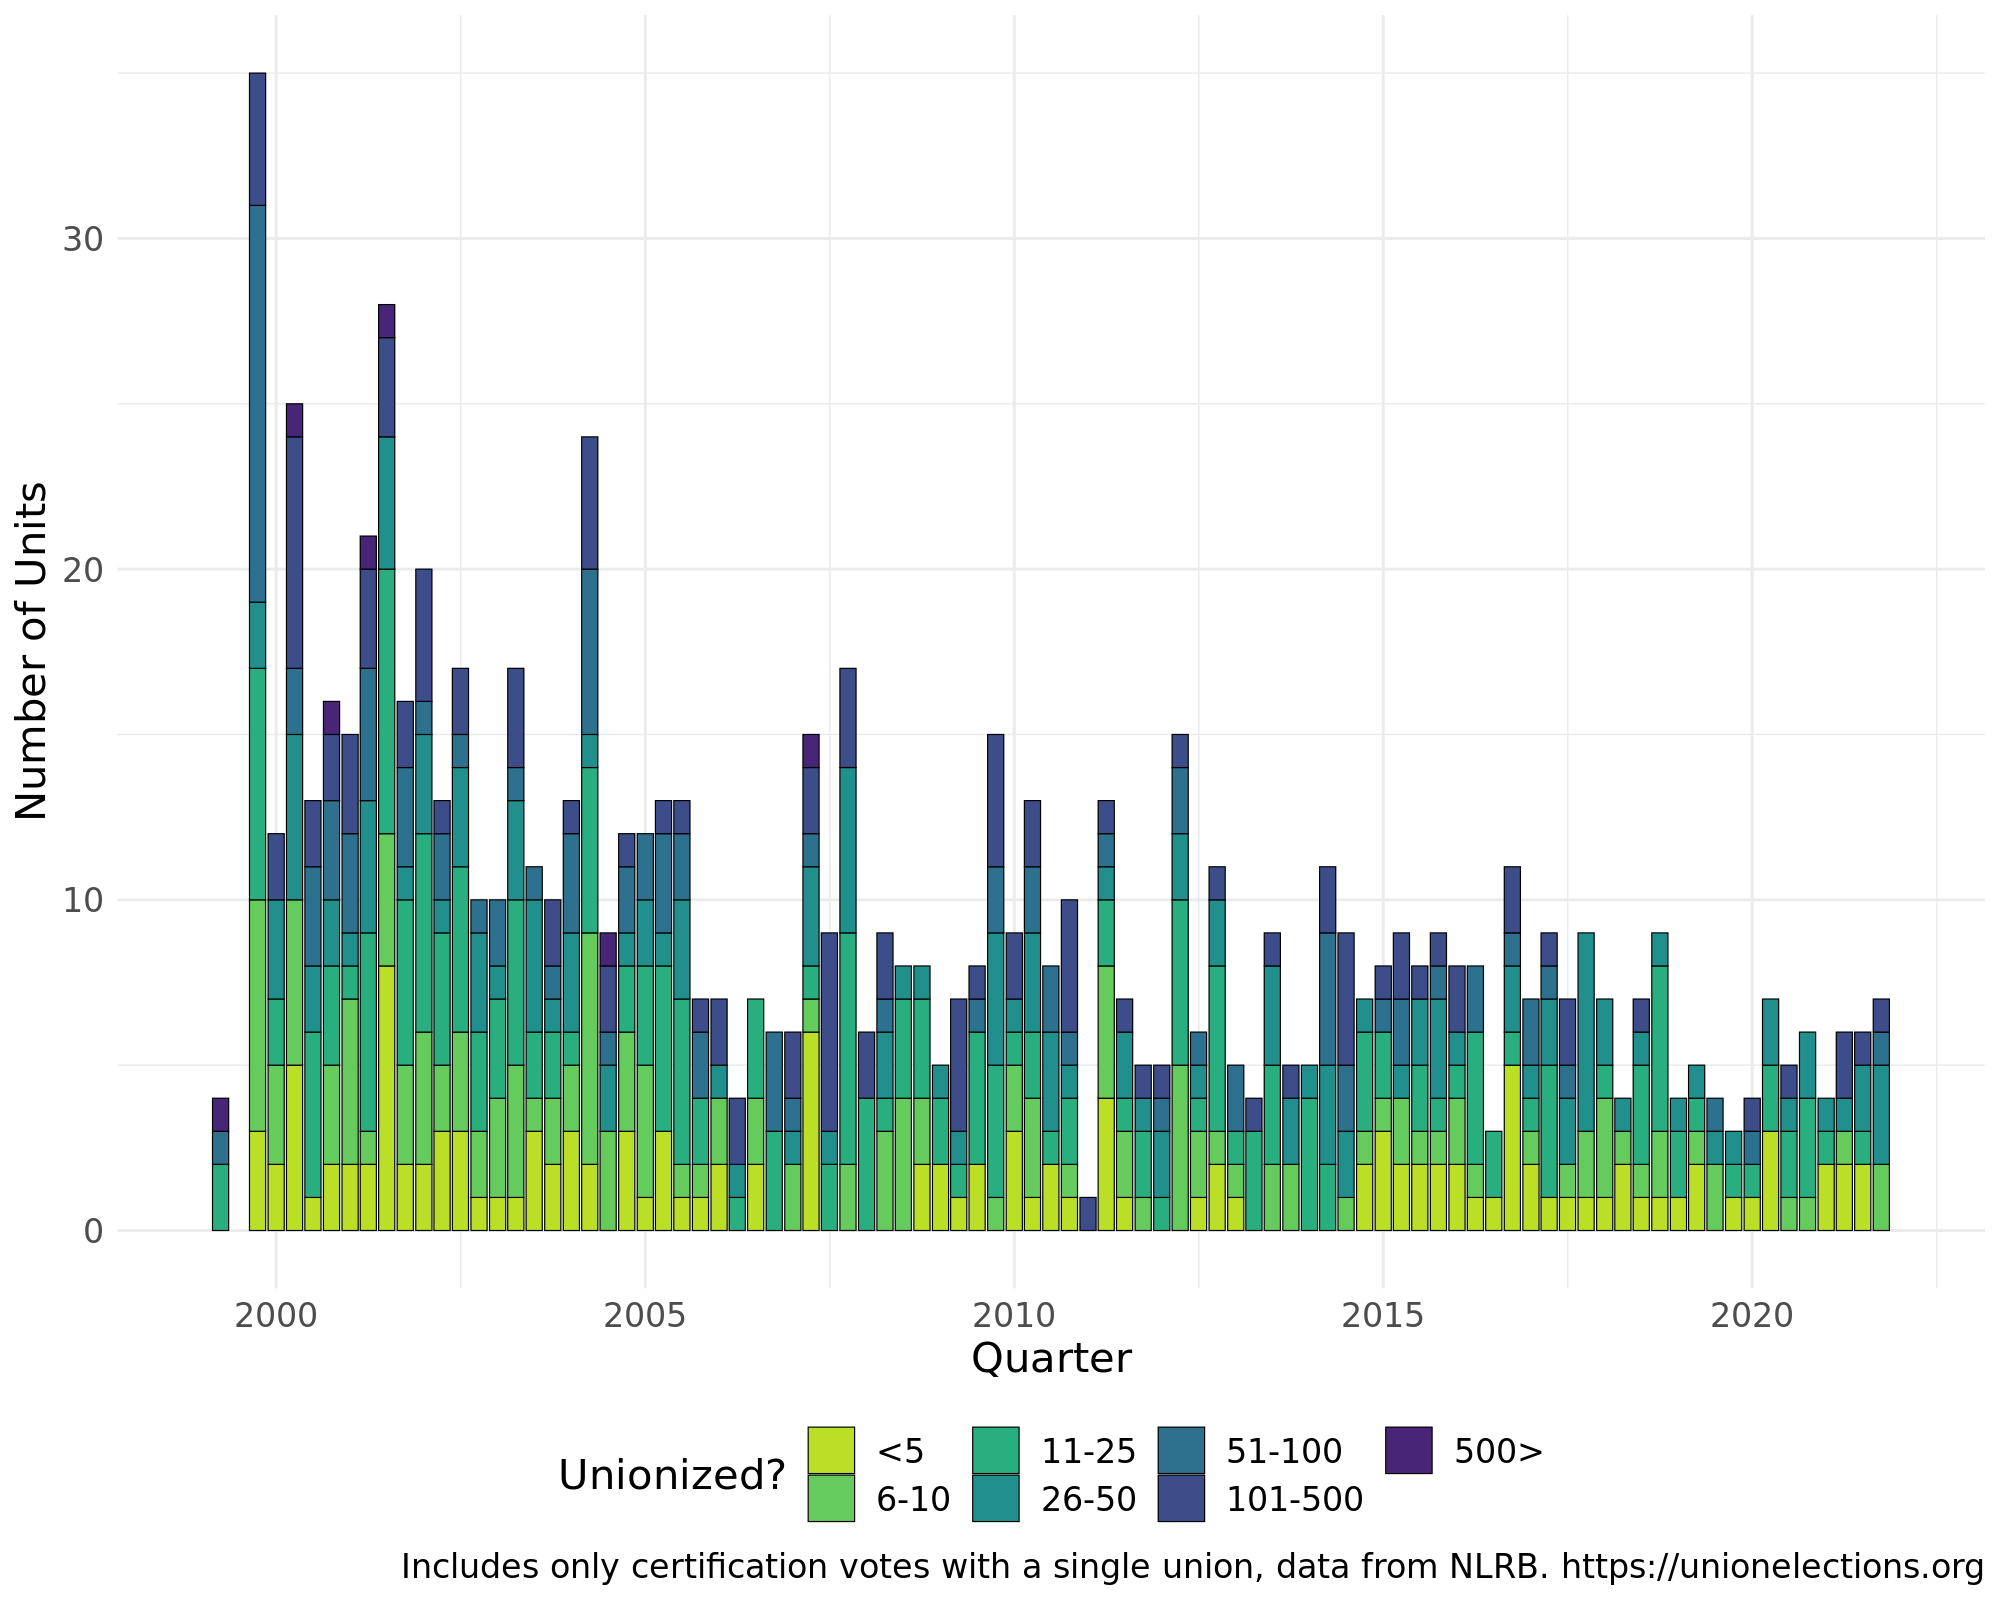 Number of Units
30
20
10
0
2000 2005 2010 2015 2020
Quarter
Unionized?
<5 11-25 51-100 500>
6-10 26-50 101-500
Includes only certification votes with a single union, data from NLRB. https://unionelections.org